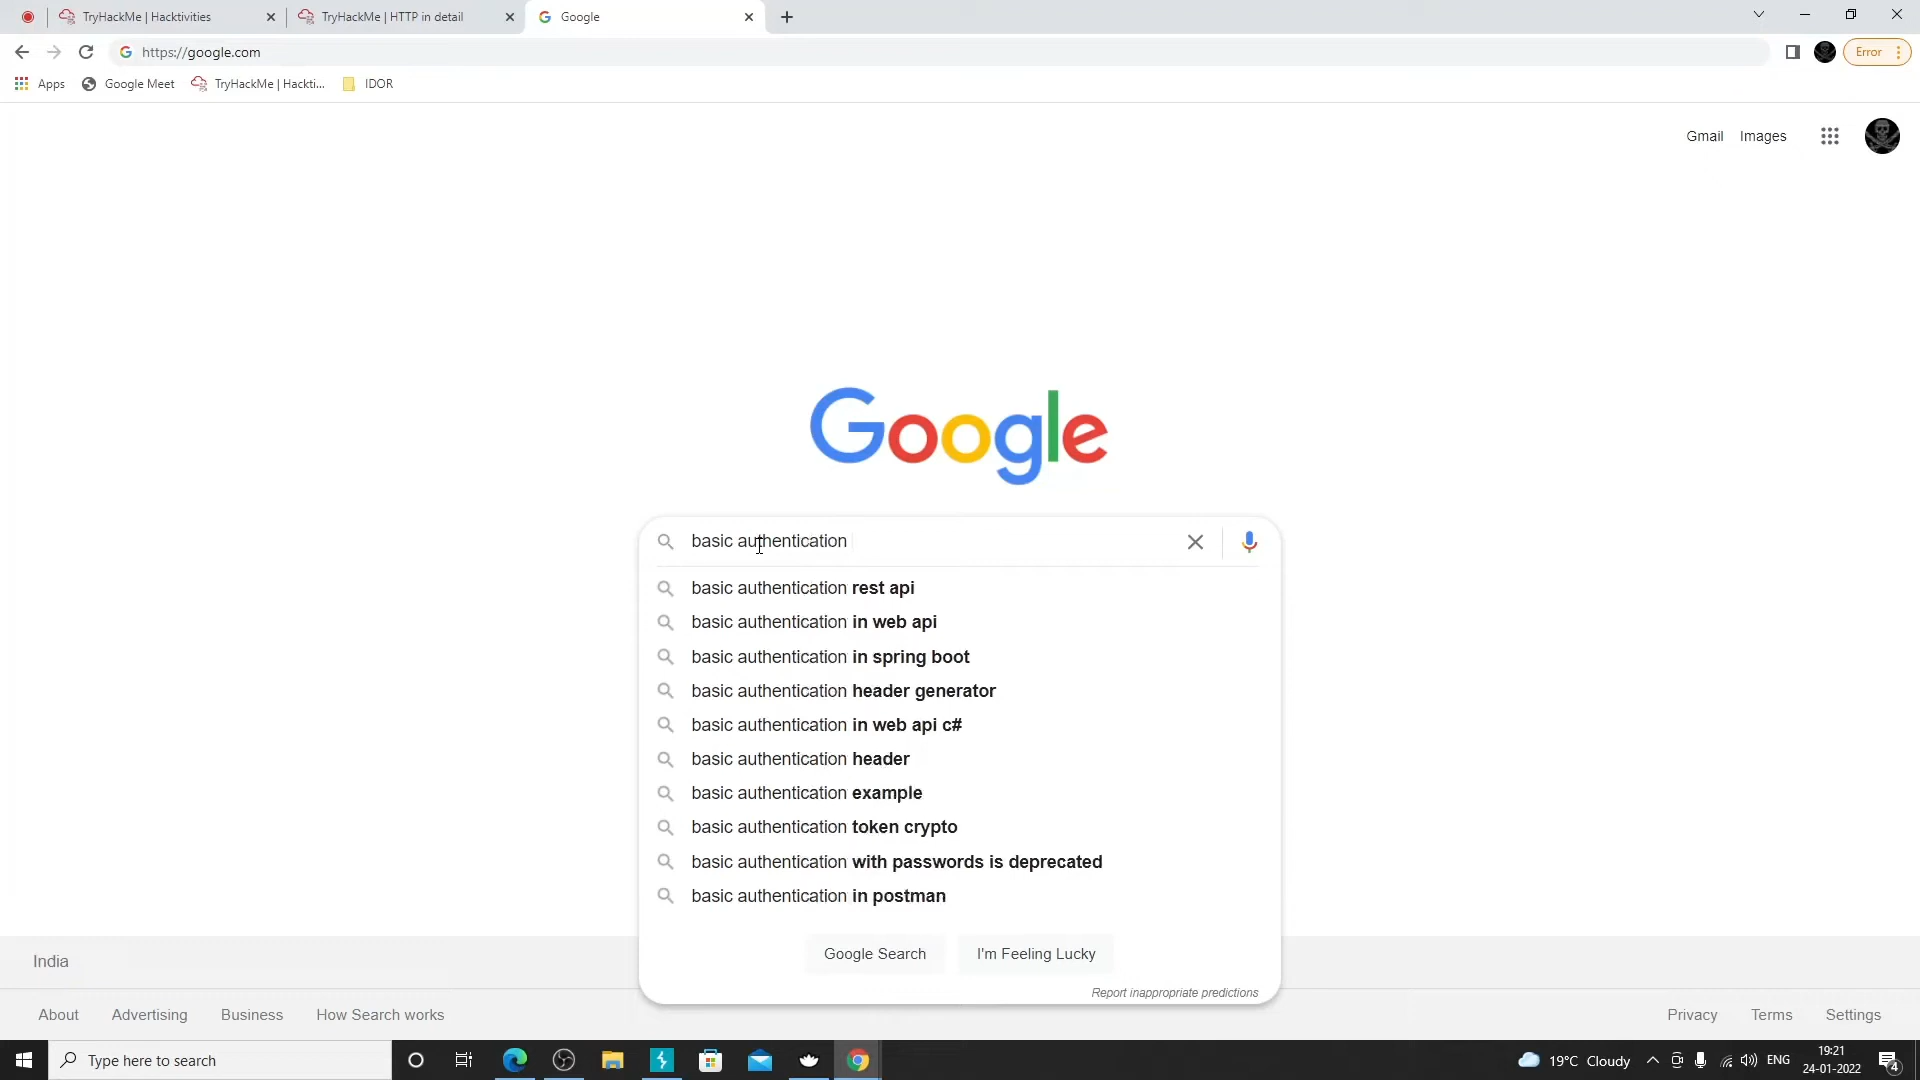 TryHackMe | Hacktivities
TryHackMe | HTTP in detail
Google
https://google.com
Error
Apps
Google Meet
TryHackMe | Hackti...
IDOR
Gmail
Images
Google
basic authentication
basic authentication rest api
basic authentication in web api
basic authentication in spring boot
basic authentication header generator
basic authentication in web api c#
basic authentication header
basic authentication example
basic authentication token crypto
basic authentication with passwords is deprecated
basic authentication in postman
Google Search
I'm Feeling Lucky
Report inappropriate predictions
India
About
Advertising
Business
How Search works
Privacy
Terms
Settings
Type here to search
19°C Cloudy
ENG
19:21
24-01-2022
4